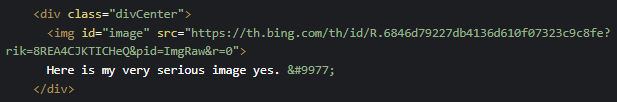 <div class="divCenter">
<img id="image" src="https://th.bing.com/th/id/R.6846d79227db4136d610f07323c9c8fe?
rik=8REA4CJKTICHeQ&pid=ImgRaw&r=0">
Here is my very serious image yes. &#9977;
</div>